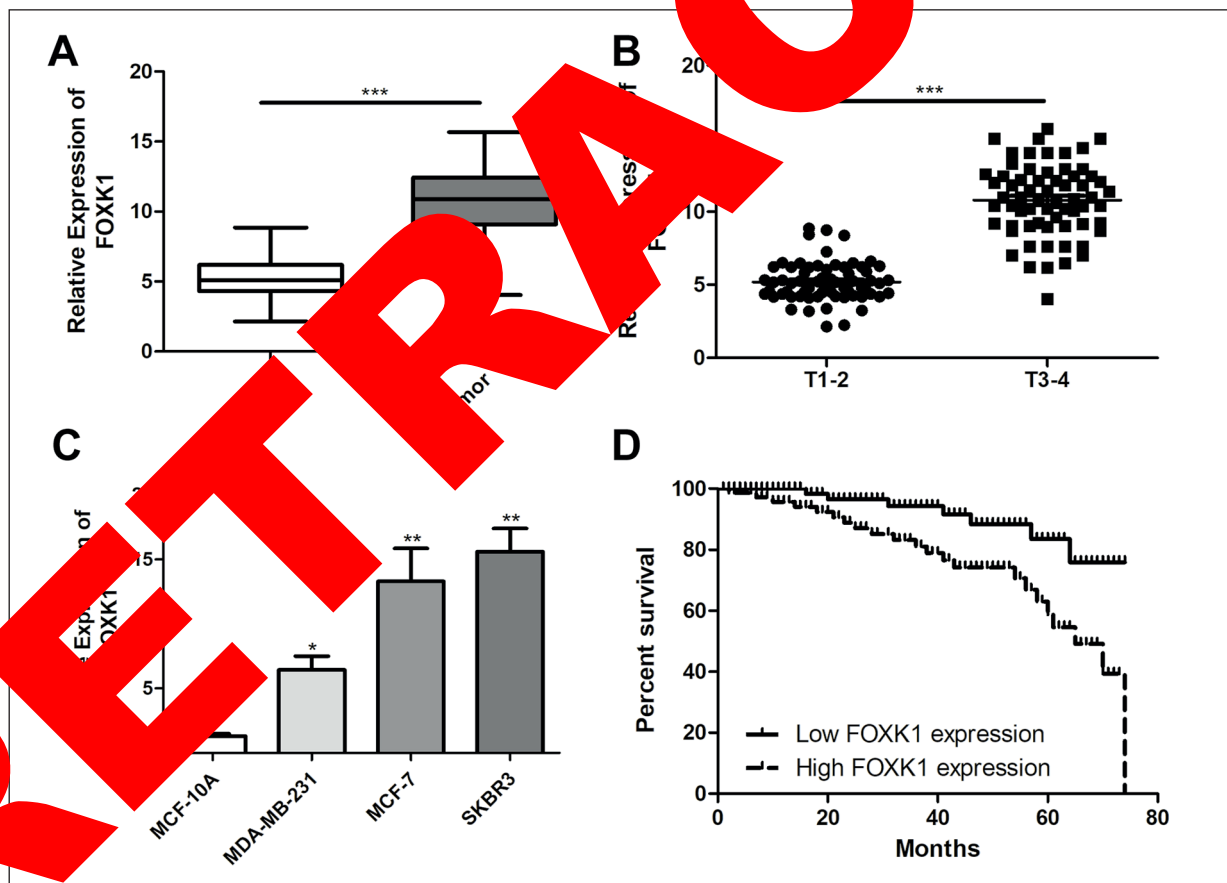 A
Relative Expression of
FOXK1
20
15
10
5
0
***
B
20
10
5
0
***
T1-2
T3-4
C
15
5
**
**
*
MCF-10A
MDA-MB-231
MCF-7
SKBR3
D
Percent survival
100
80
60
40
20
0
Low FOXK1 expression
High FOXK1 expression
0 20 40 60 80
Months